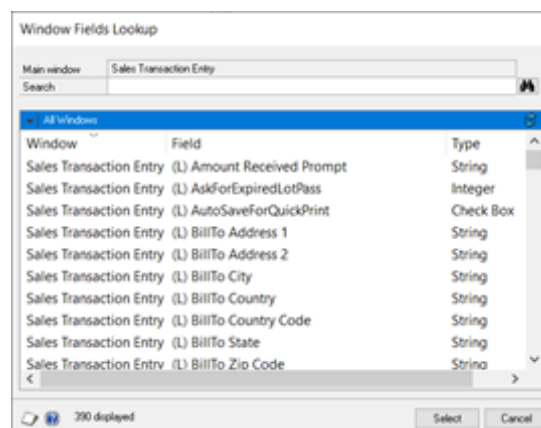 Window Fields Lookup
Main window Sales Transaction Entry
Search
All Windows
Window Field Type
Sales Transaction Entry (L) Amount Received Prompt String
Sales Transaction Entry (L) AskForExpiredLotPass Integer
Sales Transaction Entry (L) AutoSaveForQuickPrint Check Box
Sales Transaction Entry (L) BillTo Address 1 String
Sales Transaction Entry (L) BillTo Address 2 String
Sales Transaction Entry (L) BillTo City String
Sales Transaction Entry (L) BillTo Country String
Sales Transaction Entry (L) BillTo Country Code String
Sales Transaction Entry (L) BillTo State String
Sales Transaction Entry (L) BillTo Zip Code String
390 displayed Select Cancel